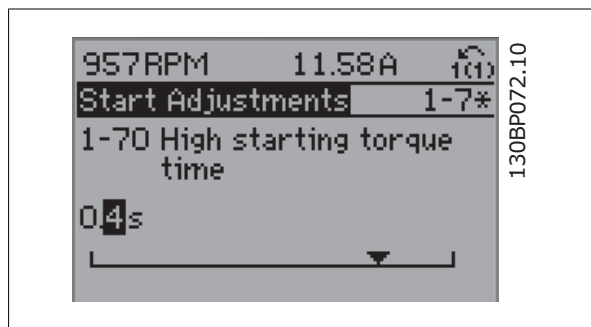 957RPM 11.58A 1(1)
Start Adjustments 1-7*
1-70 High starting torque
time
0.4s
130BP072.10